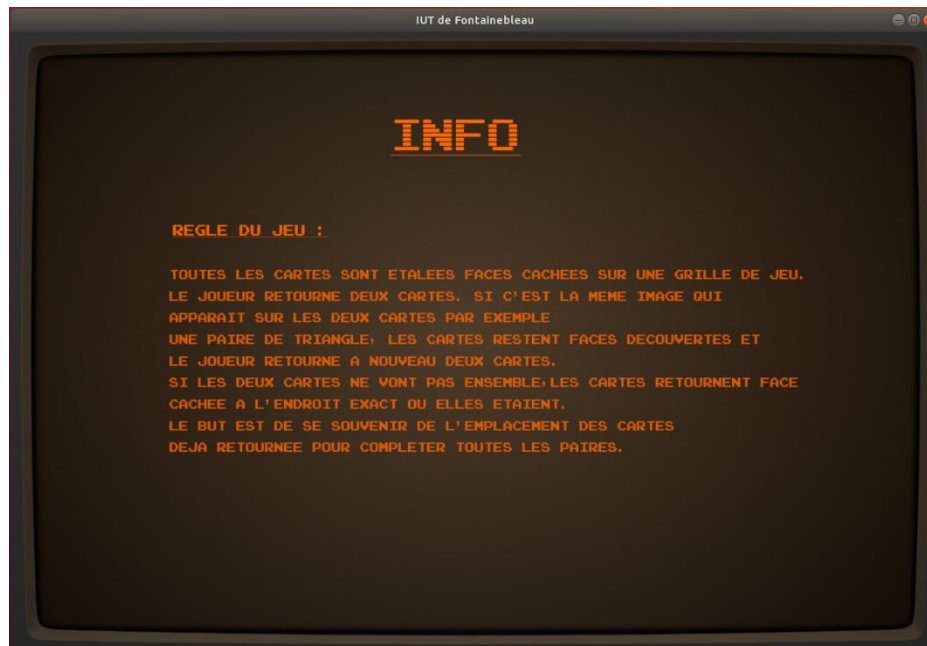 IUT de Fontainebleau
INFO
REGLE DU JEU :
TOUTES LES CARTES SONT ETALEES FACES CACHEES SUR UNE GRILLE DE JEU.
LE JOUEUR RETOURNE DEUX CARTES. SI C'EST LA MEME IMAGE QUI
APPARAIT SUR LES DEUX CARTES PAR EXEMPLE
UNE PAIRE DE TRIANGLE, LES CARTES RESTENT FACES DECOUVERTES ET
LE JOUEUR RETOURNE A NOUVEAU DEUX CARTES.
SI LES DEUX CARTES NE VONT PAS ENSEMBLE,LES CARTES RETOURNENT FACE
CACHEE A L'ENDROIT EXACT OU ELLES ETAIENT.
LE BUT EST DE SE SOUVENIR DE L'EMPLACEMENT DES CARTES
DEJA RETOURNEE POUR COMPLETER TOUTES LES PAIRES.